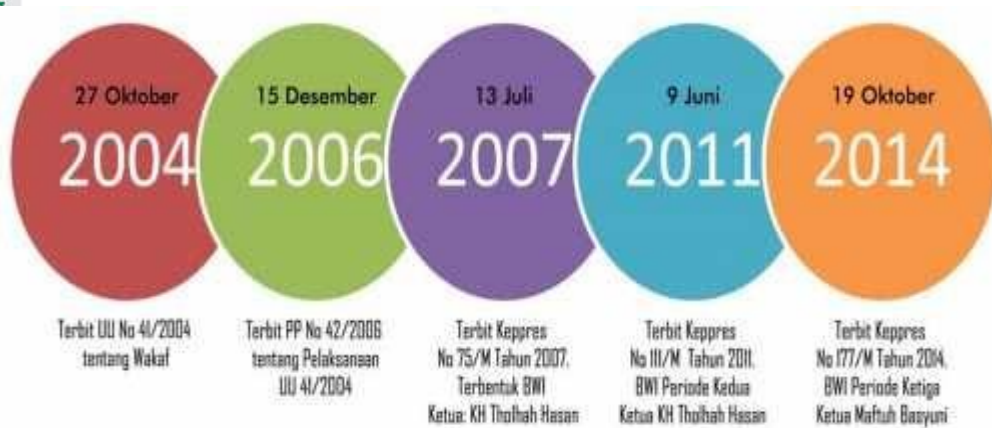 27 Oktober
2004
Terbit UU No 41/2004
tentang Wakaf
15 Desember
2006
Terbit PP No 42/2006
tentang Pelaksanaan
UU 41/2004
13 Juli
2007
Terbit Keppres
No 75/M Tahun 2007.
Terbentuk BWI
Ketua: KH Tholhah Hasan
9 Juni
2011
Terbit Keppres
No 111/M Tahun 2011.
BWI Periode Kedua
Ketua KH Tholhah Hasan
19 Oktober
2014
Terbit Keppres
No 177/M Tahun 2014.
BWI Periode Ketiga
Ketua Maftuh Basyuni